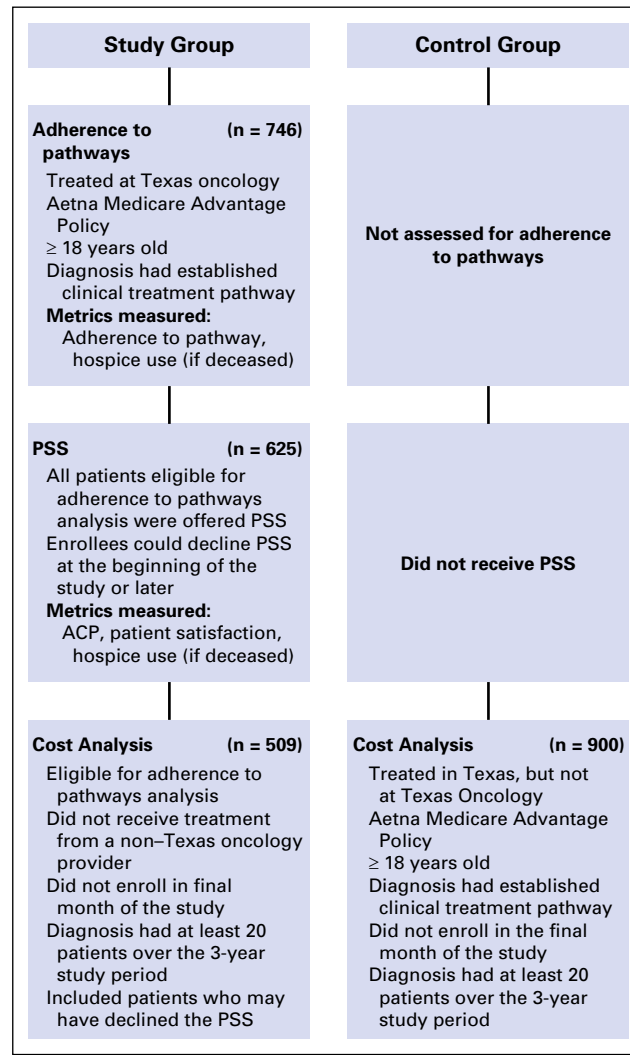 Study Group
Adherence to (n = 746)
pathways
Treated at Texas oncology
Aetna Medicare Advantage
Policy
≥ 18 years old
Diagnosis had established
clinical treatment pathway
Metrics measured:
Adherence to pathway,
hospice use (if deceased)
PSS (n = 625)
All patients eligible for
adherence to pathways
analysis were offered PSS
Enrollees could decline PSS
at the beginning of the
study or later
Metrics measured:
ACP, patient satisfaction,
hospice use (if deceased)
Cost Analysis (n = 509)
Eligible for adherence to
pathways analysis
Did not receive treatment
from a non–Texas oncology
provider
Did not enroll in final
month of the study
Diagnosis had at least 20
patients over the 3-year
study period
Included patients who may
have declined the PSS
Control Group
Not assessed for adherence
to pathways
Did not receive PSS
Cost Analysis (n = 900)
Treated in Texas, but not
at Texas Oncology
Aetna Medicare Advantage
Policy
≥ 18 years old
Diagnosis had established
clinical treatment pathway
Did not enroll in the final
month of the study
Diagnosis had at least 20
patients over the 3-year
study period